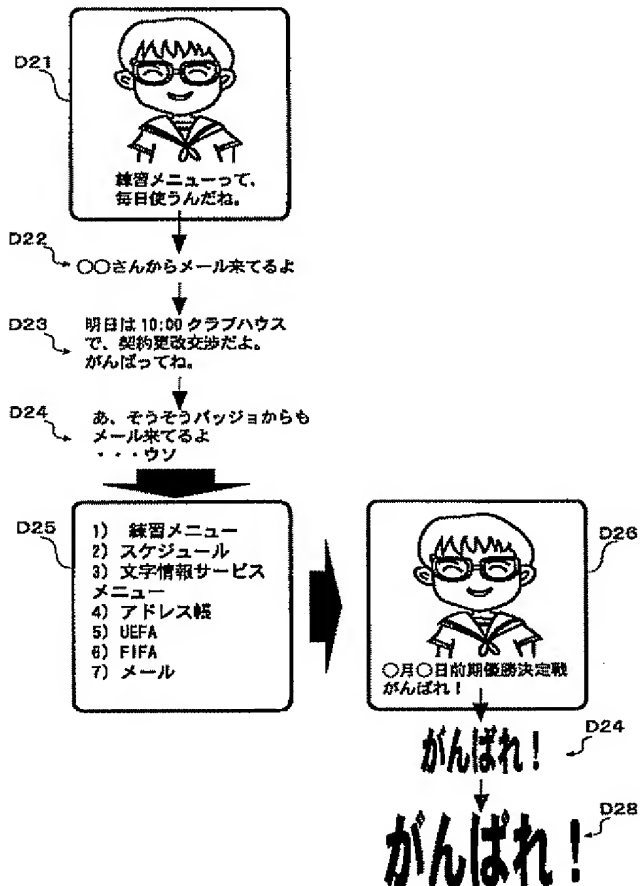 D21
練習メニューって、
毎日使うんだね。
D22
○○さんからメール来てるよ
D23
明日は 10:00 クラブハウス
で、契約更改交渉だよ。
がんばってね。
D24
あ、そうそうバッジョからも
メール来てるよ
・・・ウソ
D25
1) 練習メニュー
2) スケジュール
3) 文字情報サービス
メニュー
4) アドレス帳
5) UEFA
6) FIFA
7) メール
D26
○月○日前期優勝決定戦
がんばれ!
がんばれ!
D24
がんばれ!
D28